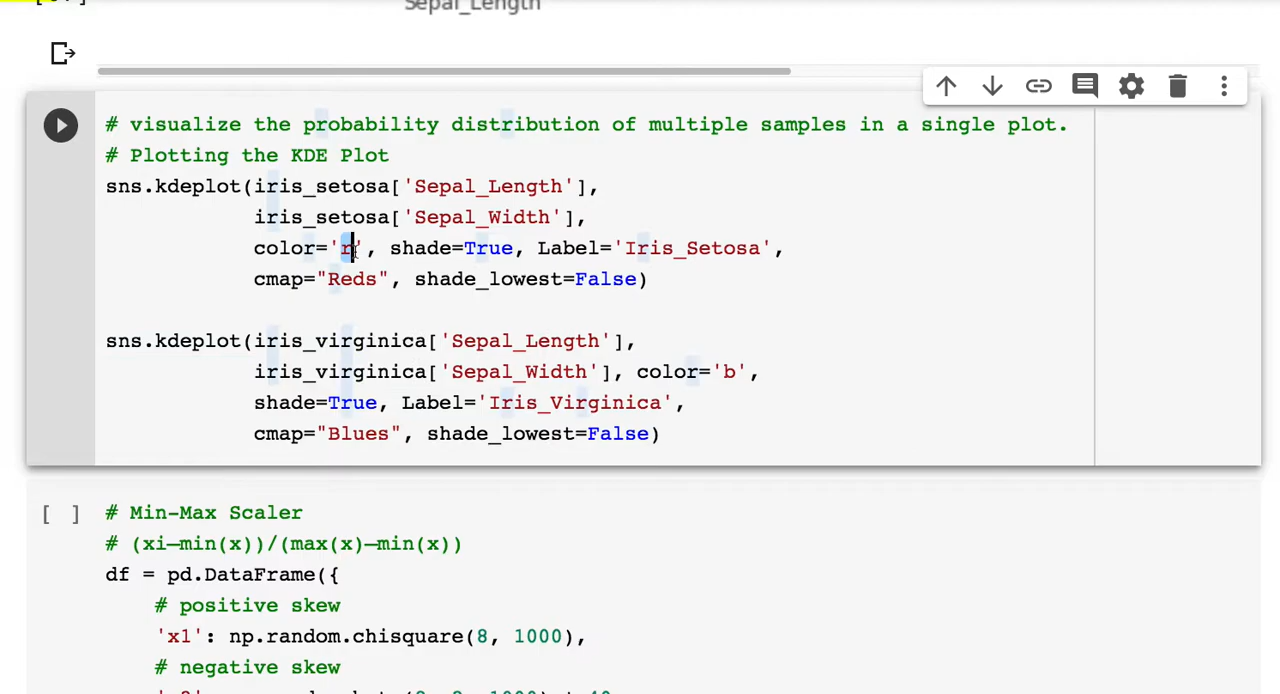 Sepal_Length
# visualize the probability distribution of multiple samples in a single plot.
# Plotting the KDE Plot
sns.kdeplot(iris_setosa['Sepal_Length'],
iris_setosa['Sepal_Width'],
color='r', shade=True, Label='Iris_Setosa',
cmap="Reds", shade_lowest=False)
sns.kdeplot(iris_virginica['Sepal_Length'],
iris_virginica['Sepal_Width'], color='b',
shade=True, Label='Iris_Virginica',
cmap="Blues", shade_lowest=False)
[ ] # Min-Max Scaler
# (xi–min(x))/(max(x)–min(x))
df = pd.DataFrame({
# positive skew
'x1': np.random.chisquare(8, 1000),
# negative skew